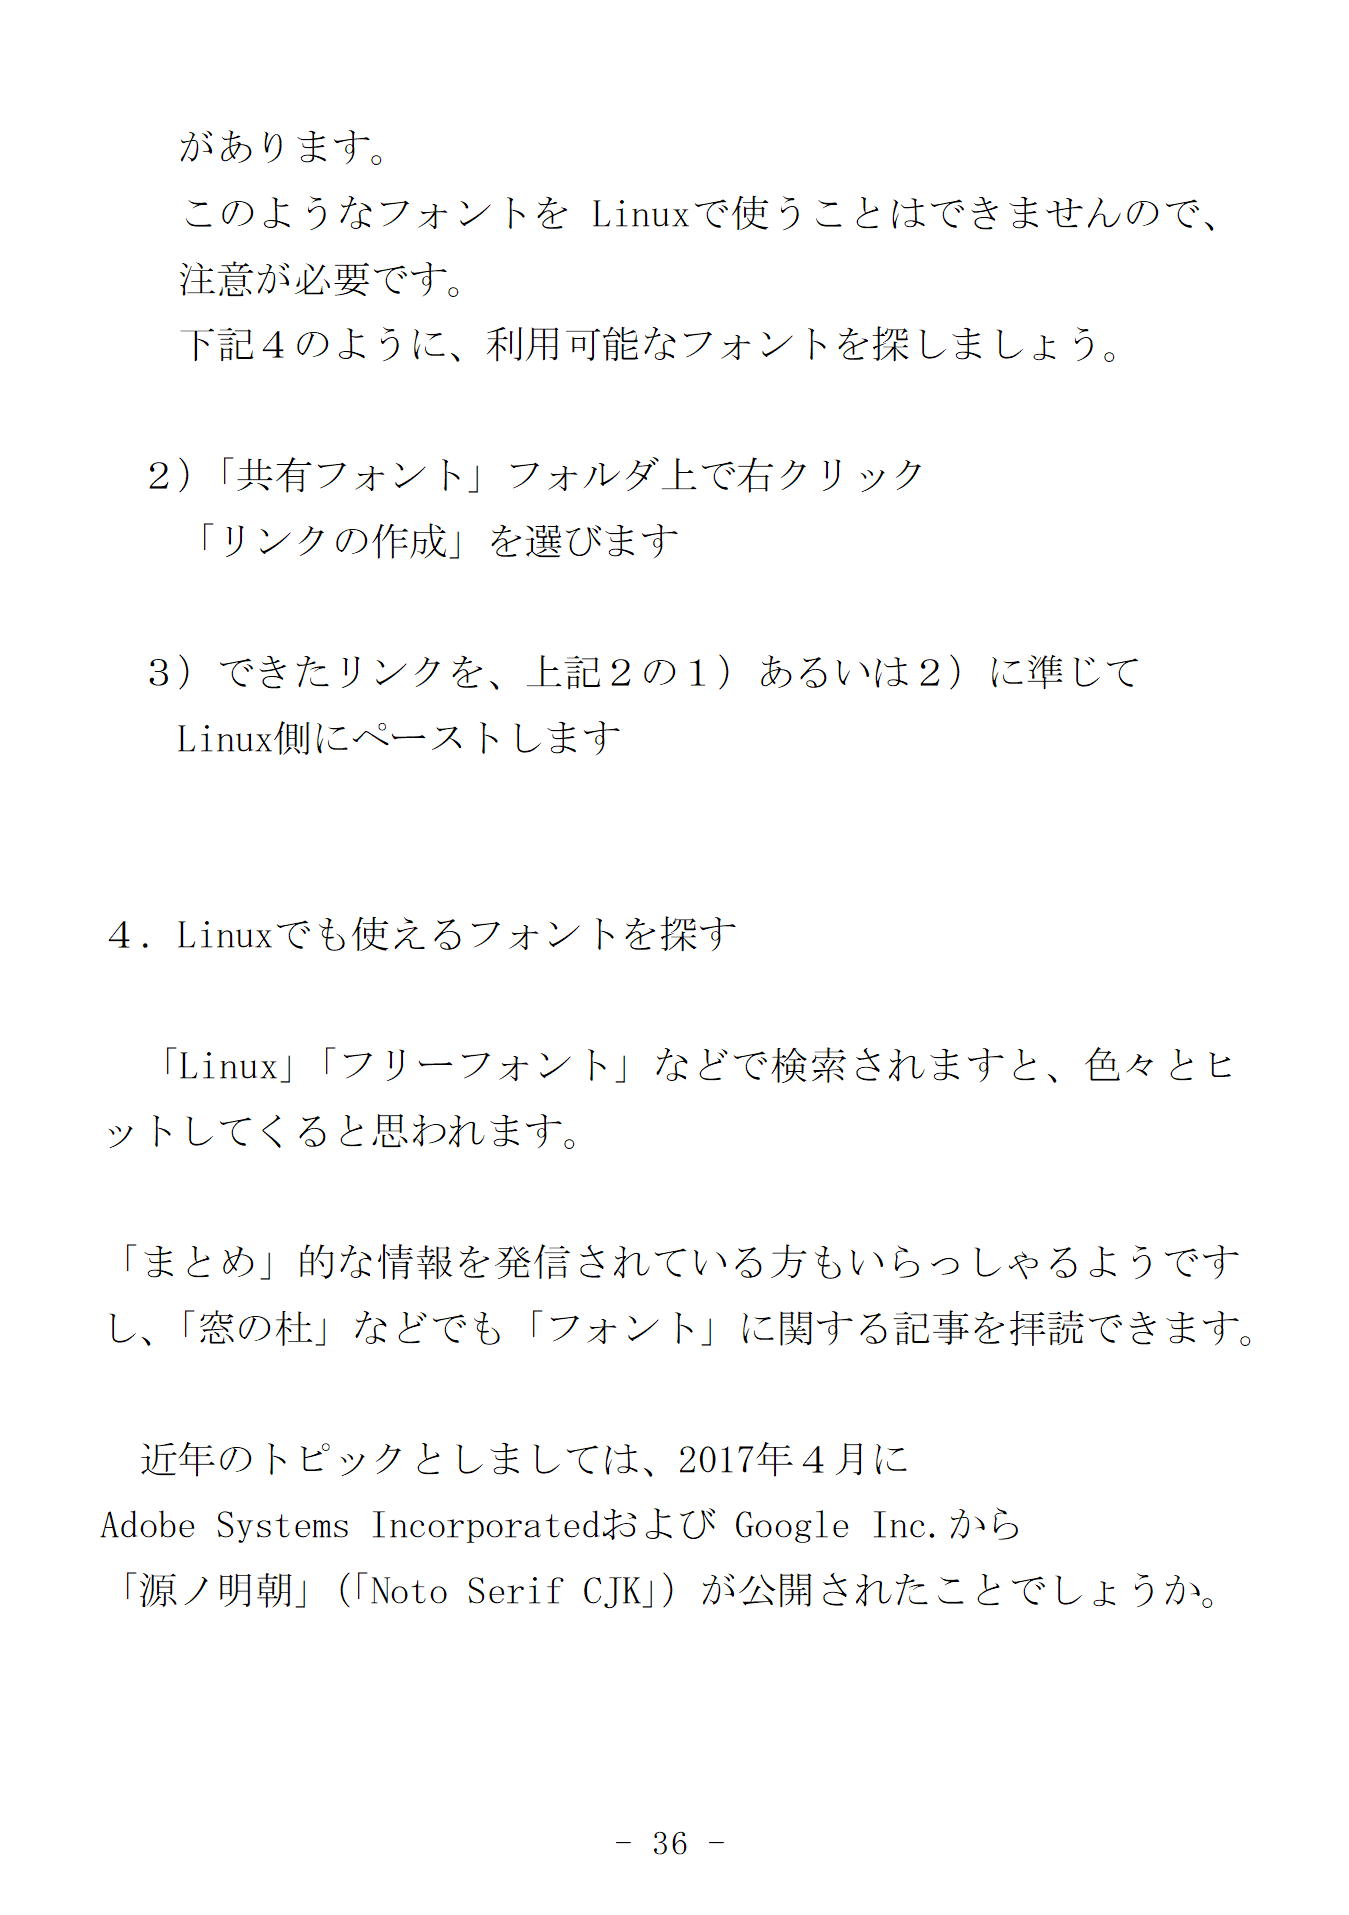 があります。
このようなフォントを Linuxで使うことはできませんので、
注意が必要です。
下記４のように、利用可能なフォントを探しましょう。
２）「共有フォント」フォルダ上で右クリック
「リンクの作成」を選びます
３）できたリンクを、上記２の１）あるいは２）に準じて
Linux側にペーストします
４．Linuxでも使えるフォントを探す
「Linux」「フリーフォント」などで検索されますと、色々とヒ
ットしてくると思われます。
「まとめ」的な情報を発信されている方もいらっしゃるようです
し、「窓の杜」などでも「フォント」に関する記事を拝読できます。
近年のトピックとしましては、2017年４月に
Adobe Systems Incorporatedおよび Google Inc.から
「源ノ明朝」（「Noto Serif CJK」）が公開されたことでしょうか。
- 36 -